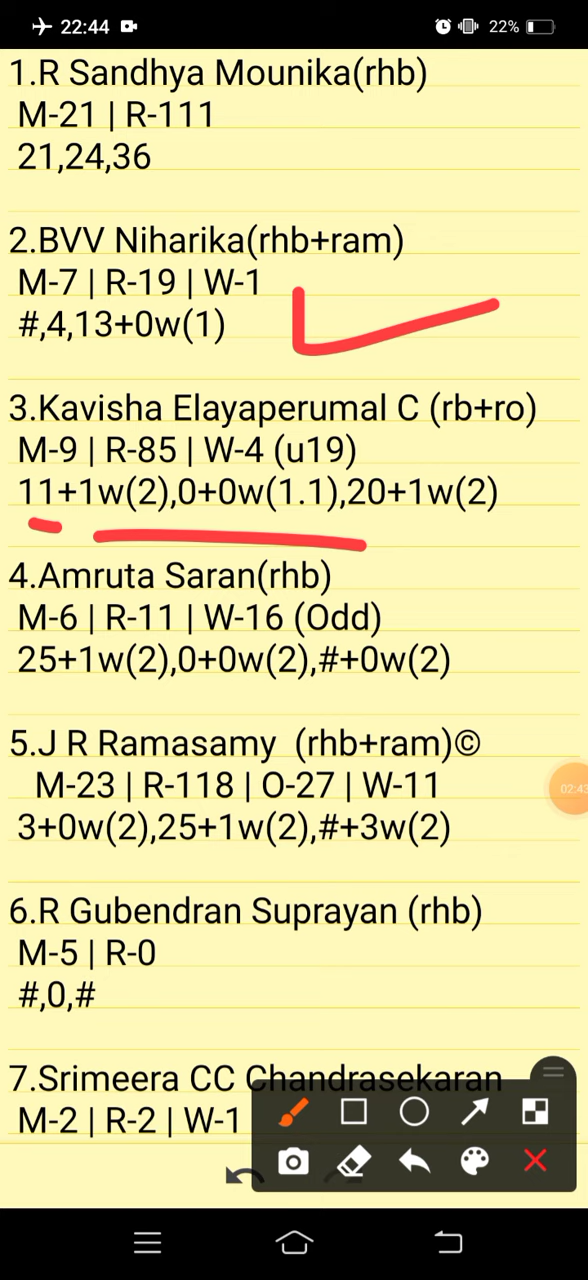 22:44
22%
1.R Sandhya Mounika(rhb)
M-21 | R-111
21,24,36
2.BVV Niharika(rhb+ram)
M-7 | R-19 | W-1
#,4,13+0w(1)
3.Kavisha Elayaperumal C (rb+ro)
M-9 | R-85 | W-4 (u19)
11+1w(2),0+0w(1.1),20+1w(2)
4.Amruta Saran(rhb)
M-6 | R-11 | W-16 (Odd)
25+1w(2),0+0w(2),#+0w(2)
5.J R Ramasamy (rhb+ram)©
M-23 | R-118 | O-27 | W-11
02:43
3+0w(2),25+1w(2),#+3w(2)
6.R Gubendran Suprayan (rhb)
M-5 | R-0
#,0,#
7.Srimeera CC Chandrasekaran
M-2 | R-2 | W-1